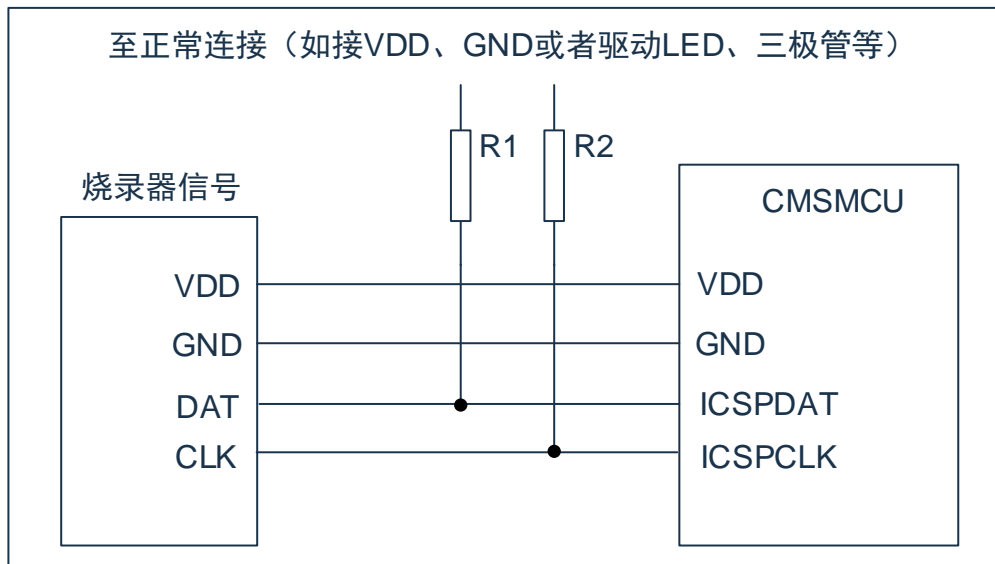 至正常连接（如接VDD、GND或者驱动LED、三极管等）
R1
R2
烧录器信号
CMSMCU
VDD
VDD
GND
GND
DAT
ICSPDAT
CLK
ICSPCLK